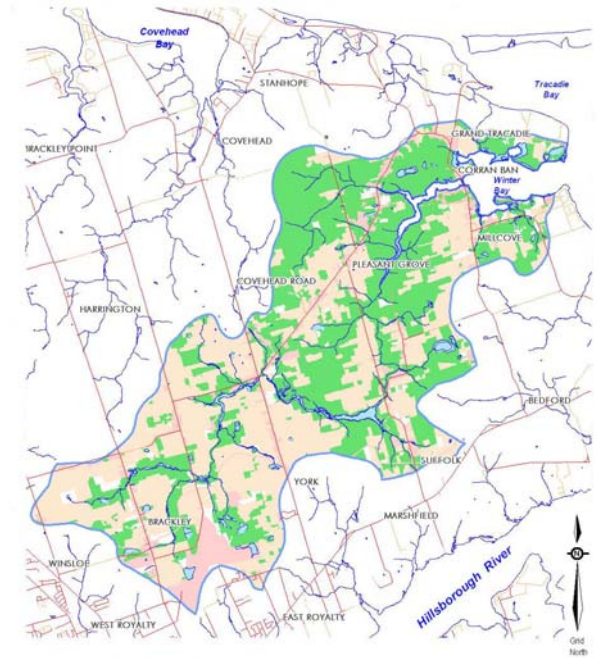 Covehead
Bay
STANHOPE
Tracadie
Bay
GRAND TRACADIE
COVEHEAD
BRACKLEY POINT
CORRAN BAN
Winter
Bay
MILLCOVE
PLEASANT GROVE
COVEHEAD ROAD
HARRINGTON
BEDFORD
SUFFOLK
YORK
MARSHFIELD
BRACKLEY
WINSLOE
Hillsborough River
N
WEST ROYALTY
EAST ROYALTY
Grid
North